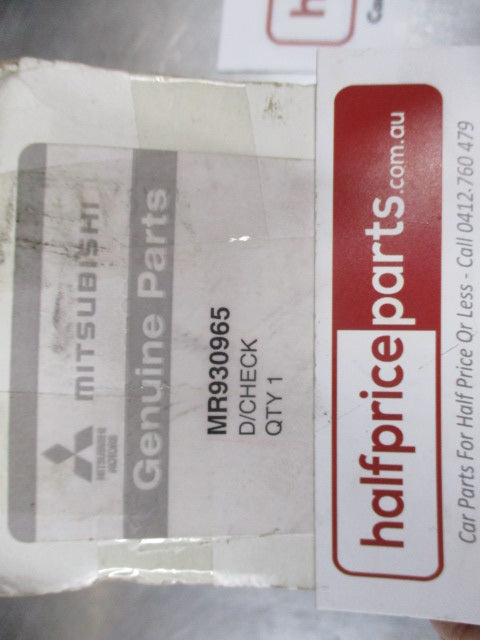 MITSUBISHI
MITSUBISHI
MOTORS
Genuine Parts
MR930965
D/CHECK
QTY 1
halfpriceparts.com.au
Car Parts For Half Price Or Less - Call 0412 760 479
Ca